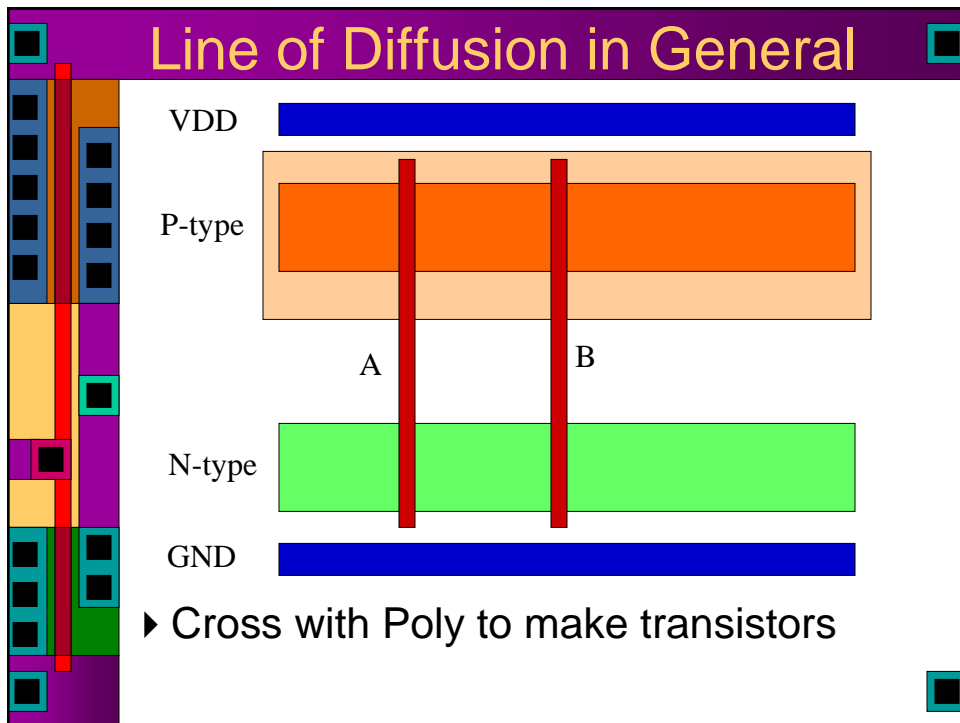 Line of Diffusion in General
VDD
P-type
A
B
N-type
GND
Cross with Poly to make transistors